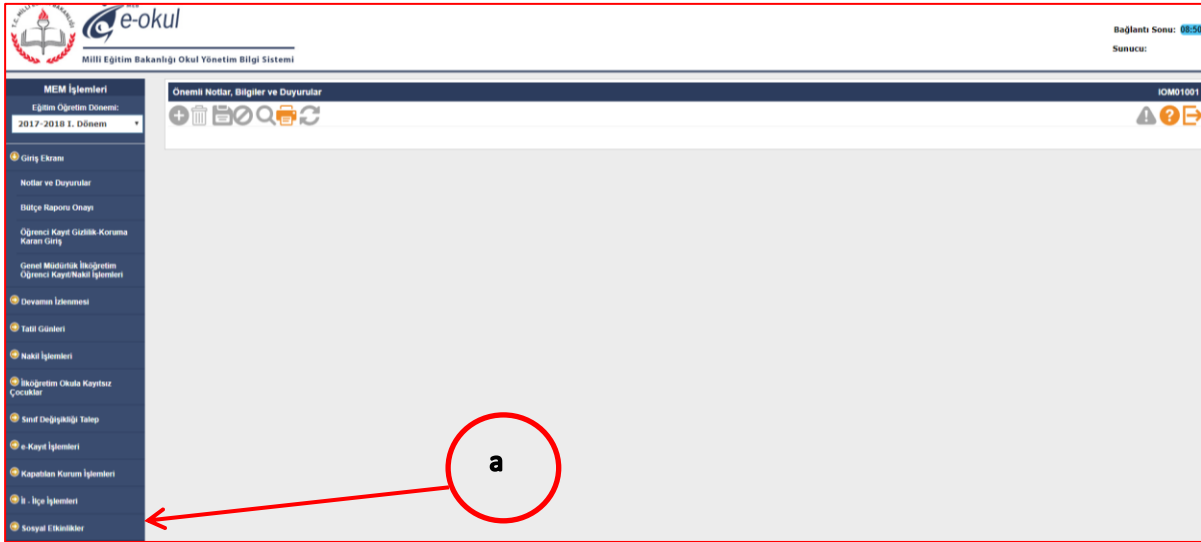 e-okul
Milli Eğitim Bakanlığı Okul Yönetim Bilgi Sistemi
Bağlantı Sonu: 08:50
Sunucu:
MEM İşlemleri
Eğitim Öğretim Dönemi:
2017-2018 I. Dönem
Giriş Ekranı
Notlar ve Duyurular
Bütçe Raporu Onayı
Öğrenci Kayıt Gizlilik-Koruma
Kararı Giriş
Genel Müdürlük İlköğretim
Öğrenci Kayıt/Nakil İşlemleri
Devamın İzlenmesi
Tatil Günleri
Nakil İşlemleri
İlköğretim Okula Kayıtsız
Çocuklar
Sınıf Değişikliği Talep
e-Kayıt İşlemleri
Kapatılan Kurum İşlemleri
İl - İlçe İşlemleri
Sosyal Etkinlikler
Önemli Notlar, Bilgiler ve Duyurular
IOM01001
a